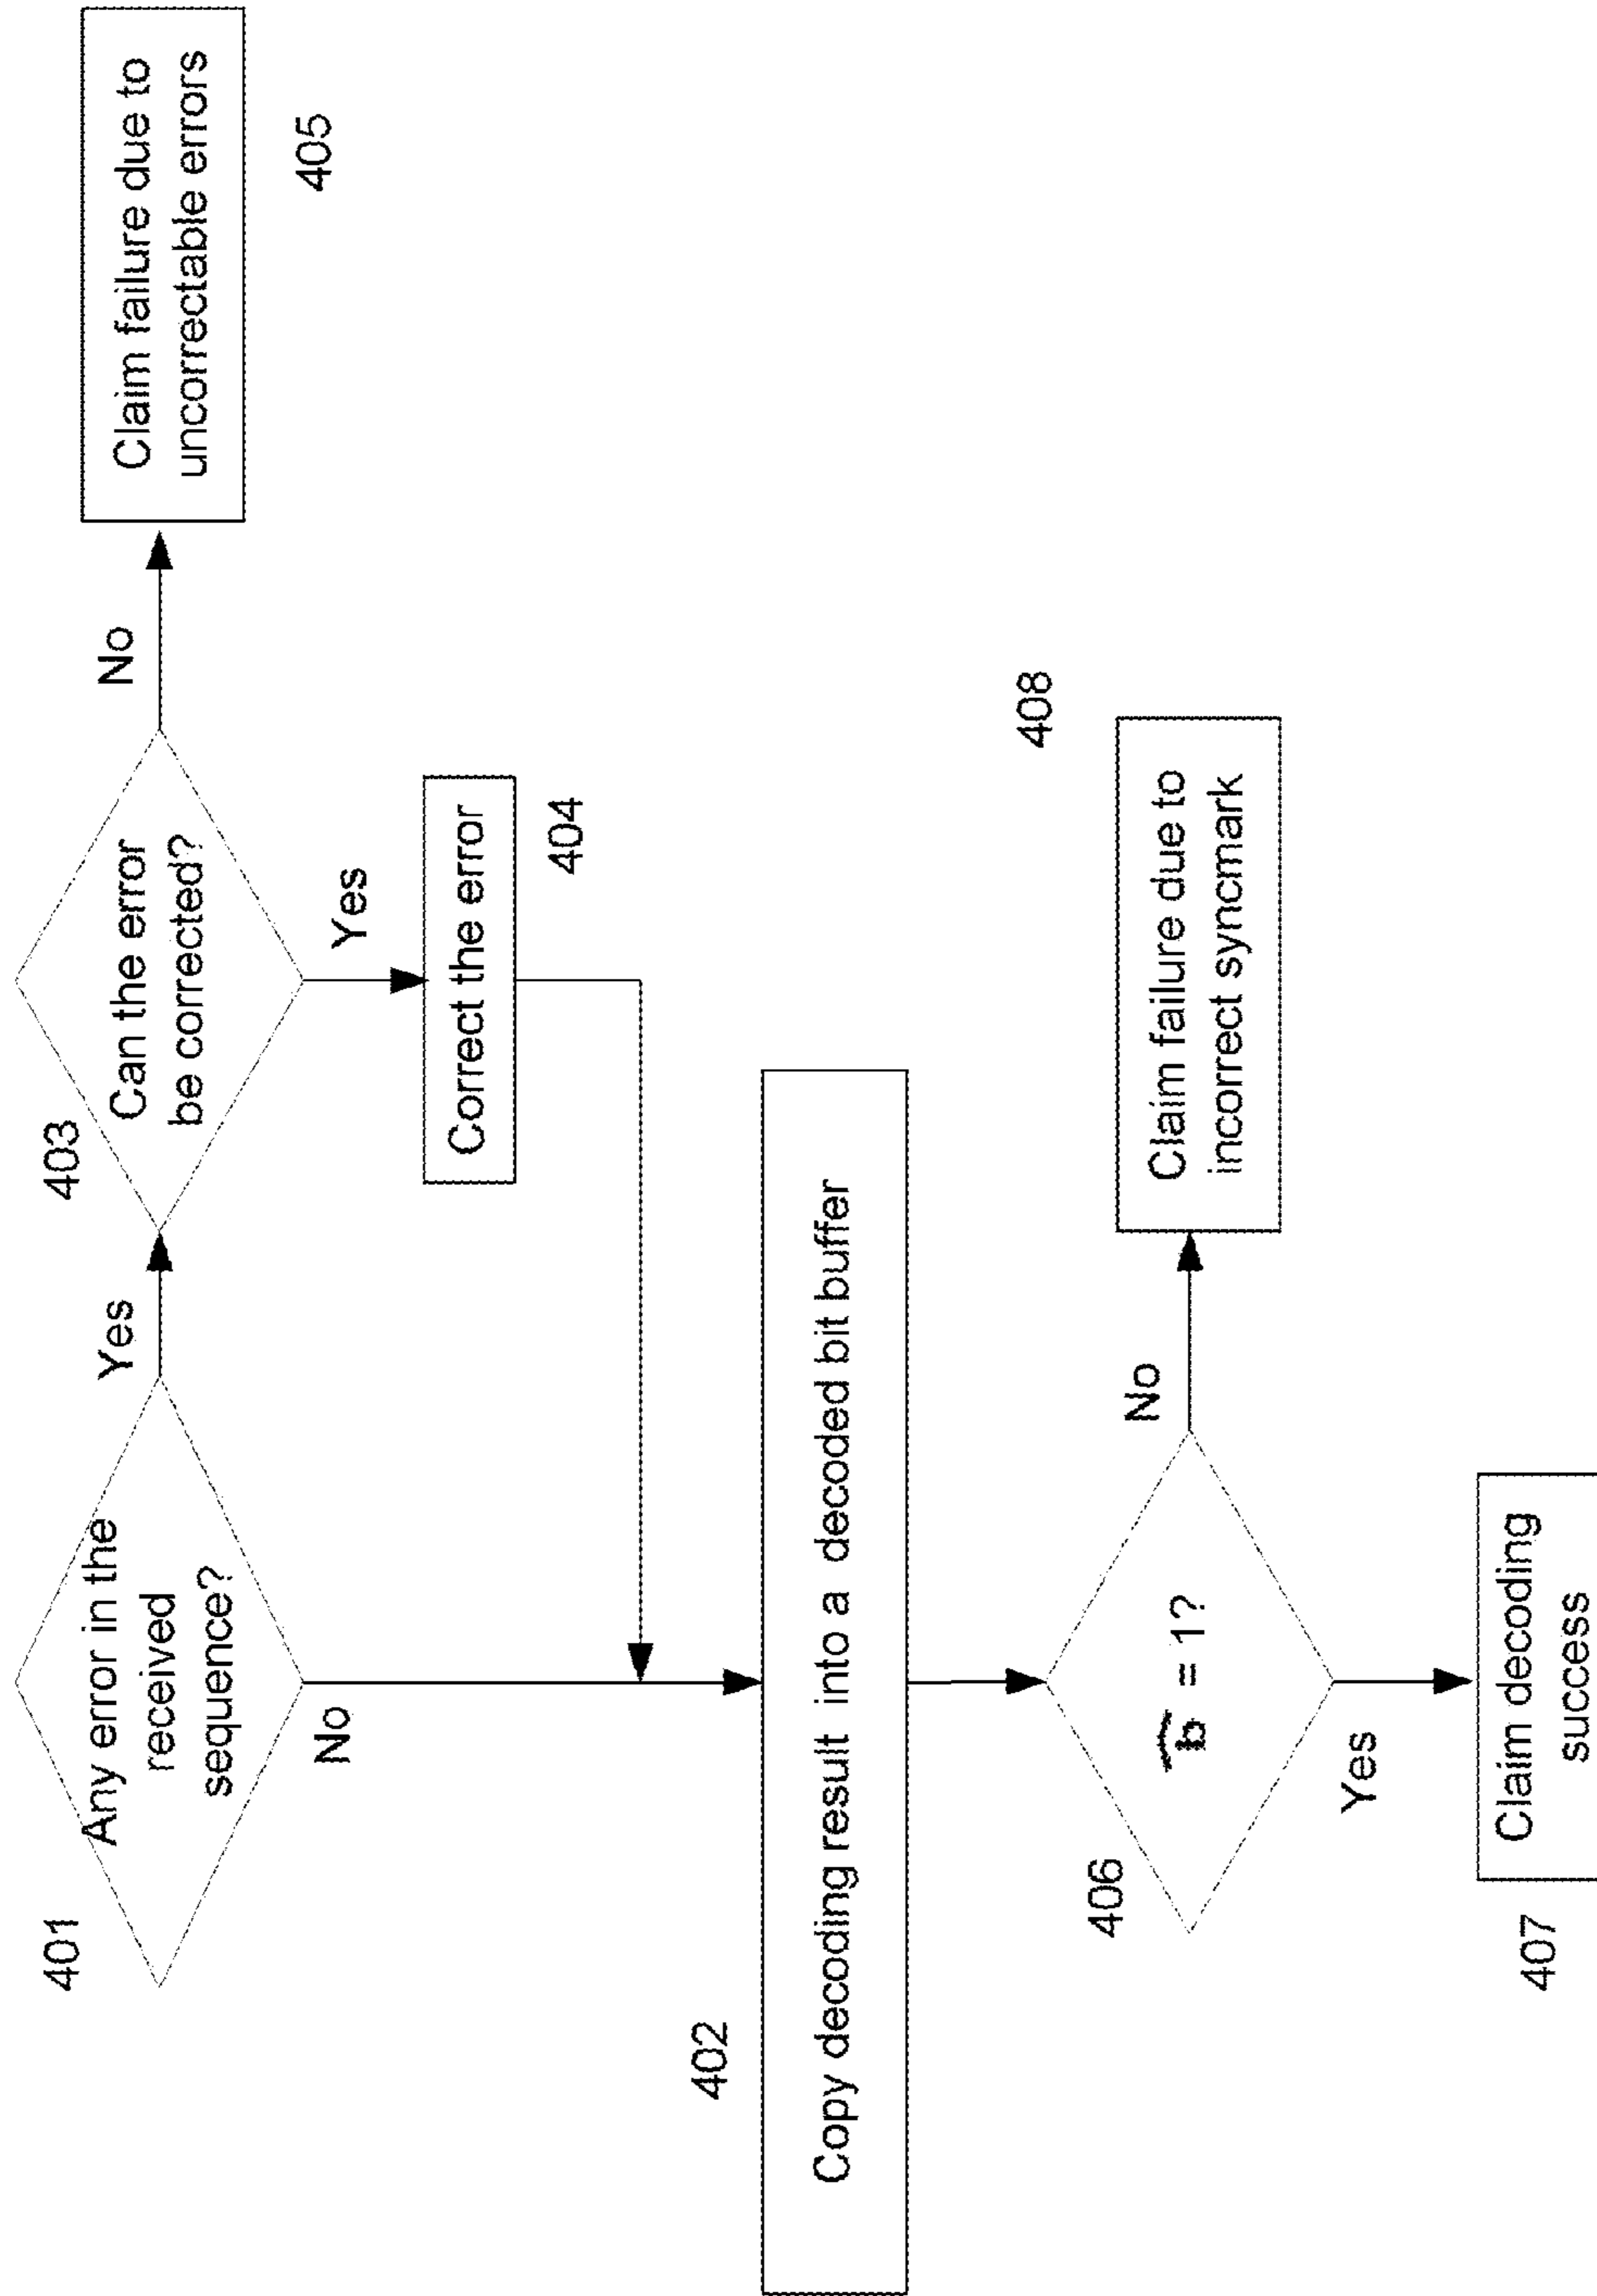 401
Any error in the
received
sequence?
Yes
No
403
Can the error
be corrected?
No
Yes
Claim failure due to
uncorrectable errors
405
Correct the error
404
402
Copy decoding result into a decoded bit buffer
406
b̂ = 1?
No
Yes
408
Claim failure due to
incorrect syncmark
407
Claim decoding
success